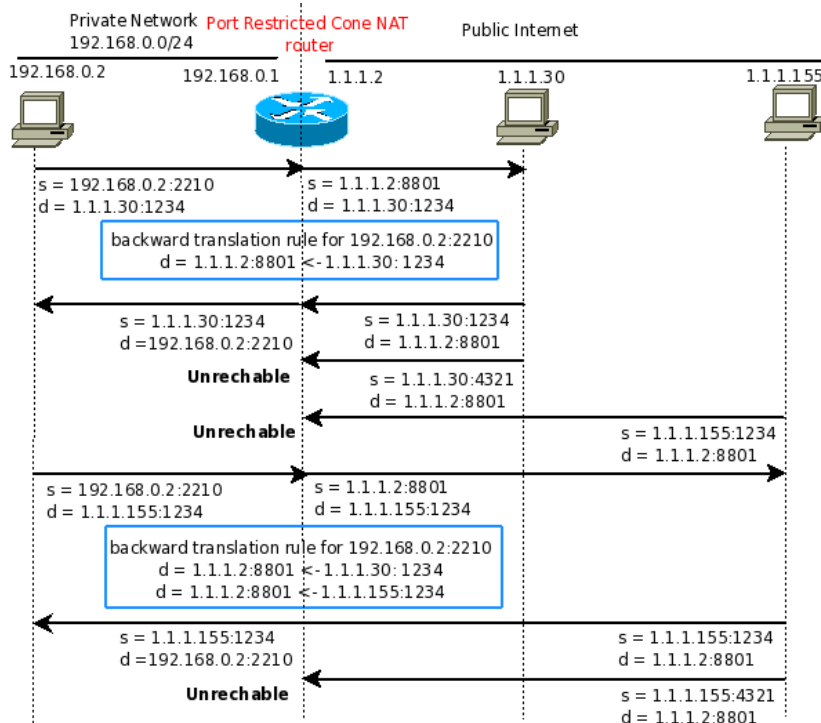 Private Network
192.168.0.0/24
Port Restricted Cone NAT
router
Public Internet
192.168.0.2
192.168.0.1
1.1.1.2
1.1.1.30
1.1.1.155
s = 192.168.0.2:2210
d = 1.1.1.30:1234
s = 1.1.1.2:8801
d = 1.1.1.30:1234
backward translation rule for 192.168.0.2:2210
d = 1.1.1.2:8801 <-1.1.1.30: 1234
s = 1.1.1.30:1234
d =192.168.0.2:2210
s = 1.1.1.30:1234
d = 1.1.1.2:8801
Unrechable
s = 1.1.1.30:4321
d = 1.1.1.2:8801
Unrechable
s = 1.1.1.155:1234
d = 1.1.1.2:8801
s = 192.168.0.2:2210
d = 1.1.1.155:1234
s = 1.1.1.2:8801
d = 1.1.1.155:1234
backward translation rule for 192.168.0.2:2210
d = 1.1.1.2:8801 <-1.1.1.30: 1234
d = 1.1.1.2:8801 <-1.1.1.155:1234
s = 1.1.1.155:1234
d =192.168.0.2:2210
s = 1.1.1.155:1234
d = 1.1.1.2:8801
Unrechable
s = 1.1.1.155:4321
d = 1.1.1.2:8801